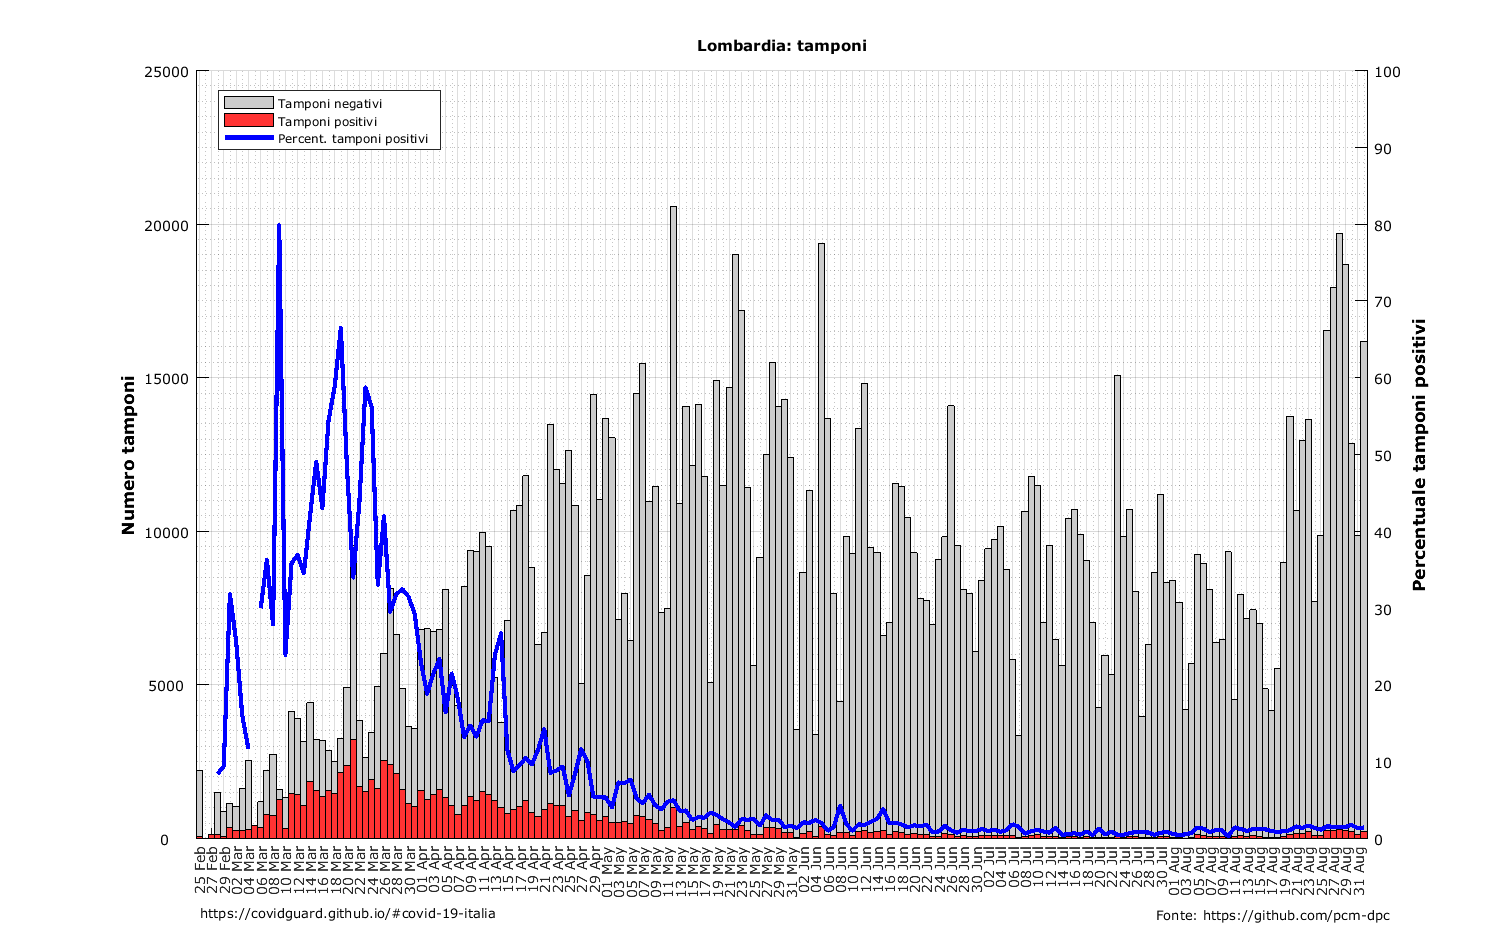 Lombardia: tamponi
25000
20000
15000
10000
5000
0
Numero tamponi
Tamponi negativi
Tamponi positivi
Percent. tamponi positivi
100
90
80
70
60
50
40
30
20
10
0
Percentuale tamponi positivi
25 Feb
27 Feb
29 Feb
02 Mar
04 Mar
06 Mar
08 Mar
10 Mar
12 Mar
14 Mar
16 Mar
18 Mar
20 Mar
22 Mar
24 Mar
26 Mar
28 Mar
30 Mar
01 Apr
03 Apr
05 Apr
07 Apr
09 Apr
11 Apr
13 Apr
15 Apr
17 Apr
19 Apr
21 Apr
23 Apr
25 Apr
27 Apr
29 Apr
01 May
03 May
05 May
07 May
09 May
11 May
13 May
15 May
17 May
19 May
21 May
23 May
25 May
27 May
29 May
31 May
02 Jun
04 Jun
06 Jun
08 Jun
10 Jun
12 Jun
14 Jun
16 Jun
18 Jun
20 Jun
22 Jun
24 Jun
26 Jun
28 Jun
30 Jun
02 Jul
04 Jul
06 Jul
08 Jul
10 Jul
12 Jul
14 Jul
16 Jul
18 Jul
20 Jul
22 Jul
24 Jul
26 Jul
28 Jul
30 Jul
01 Aug
03 Aug
05 Aug
07 Aug
09 Aug
11 Aug
13 Aug
15 Aug
17 Aug
19 Aug
21 Aug
23 Aug
25 Aug
27 Aug
29 Aug
31 Aug
https://covidguard.github.io/#covid-19-italia
Fonte: https://github.com/pcm-dpc